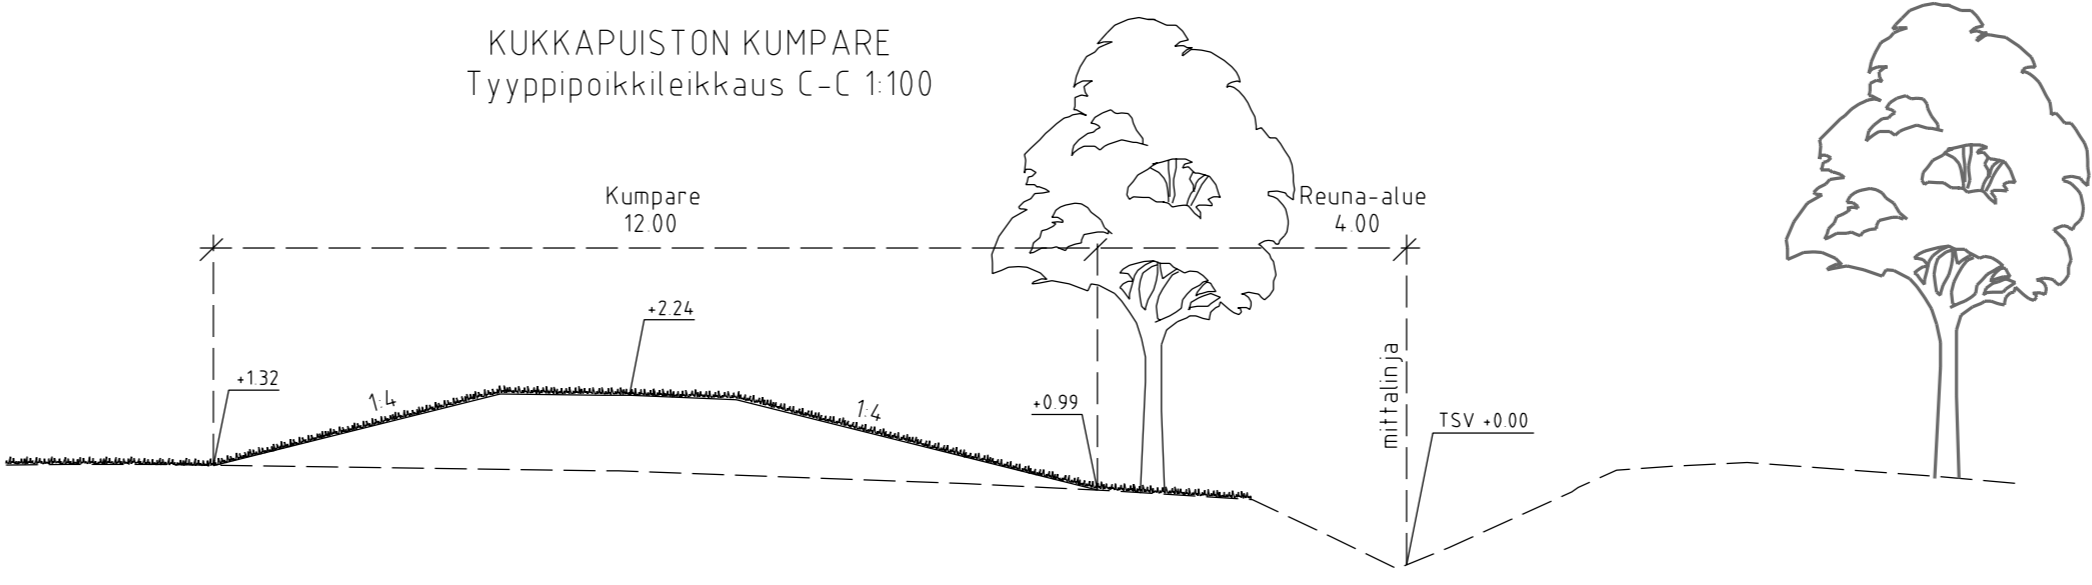 KUKKAPUISTON KUMPARE
Tyyppipoikkileikkaus C-C 1:100
Kumpare
12.00
Reuna-alue
4.00
+2.24
+1.32
1:4
1:4
+0.99
mittalinja
TSV +0.00